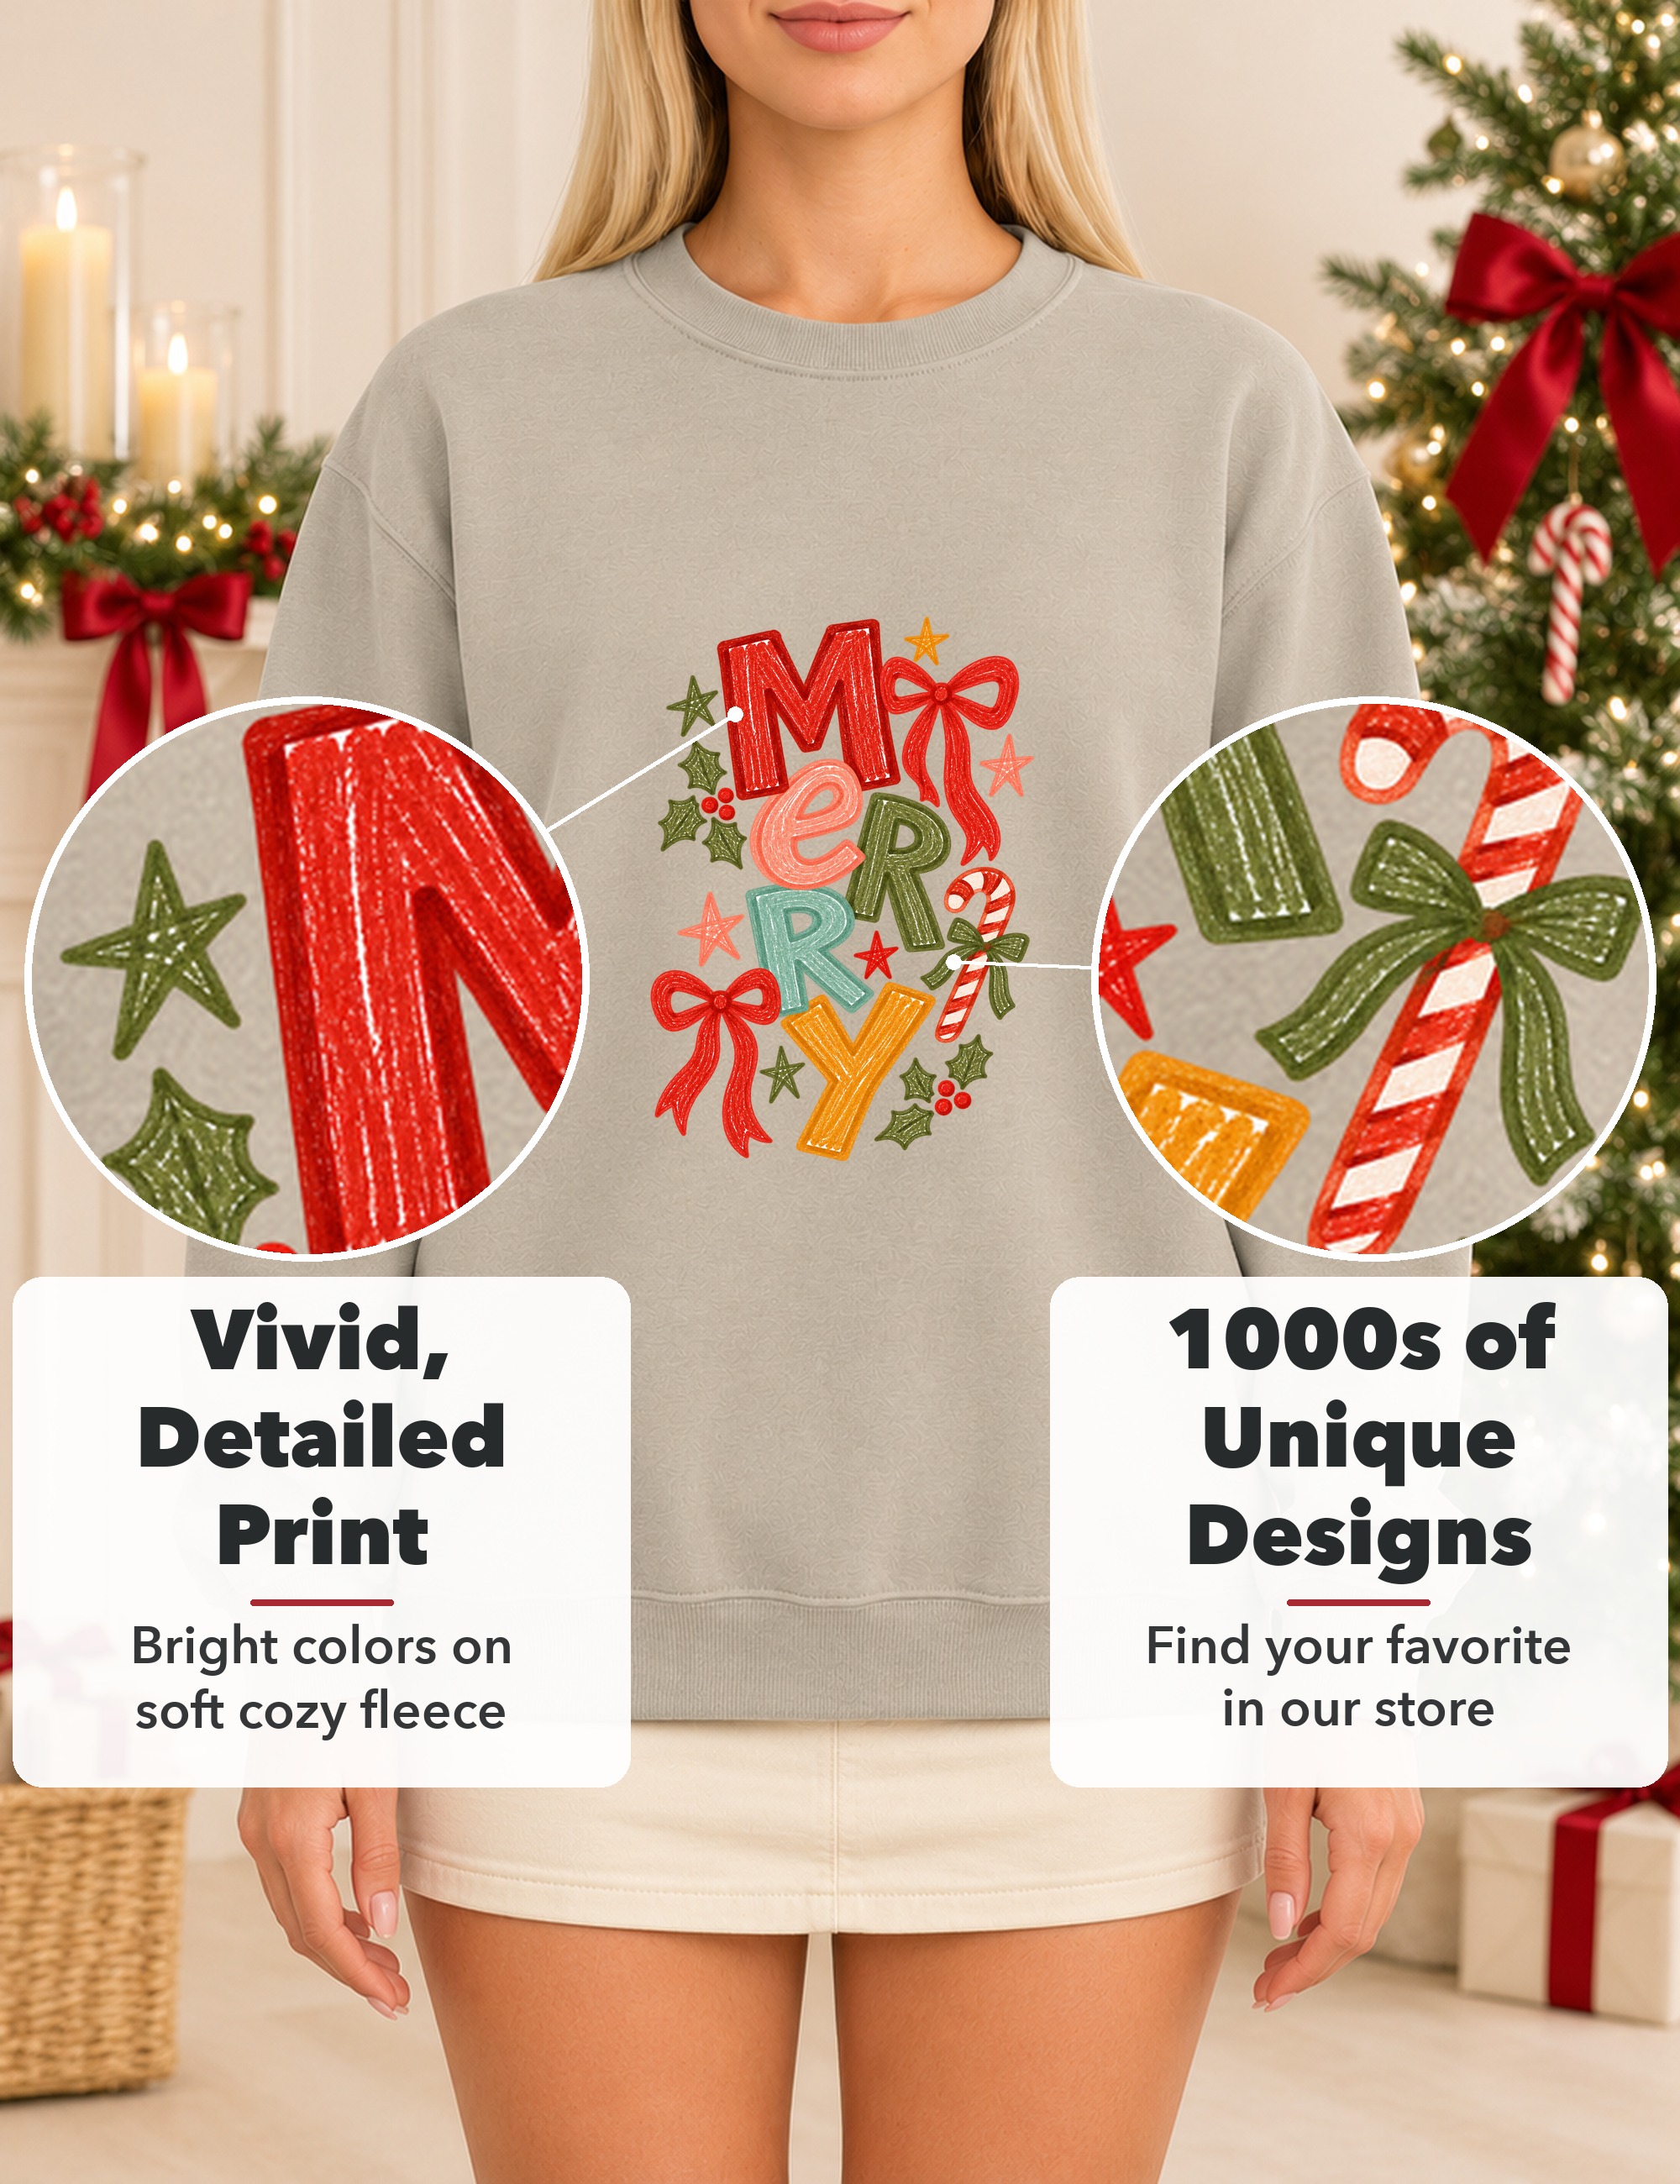 M
e
R
R
Y
Vivid,
Detailed
Print
Bright colors on
soft cozy fleece
1000s of
Unique
Designs
Find your favorite
in our store